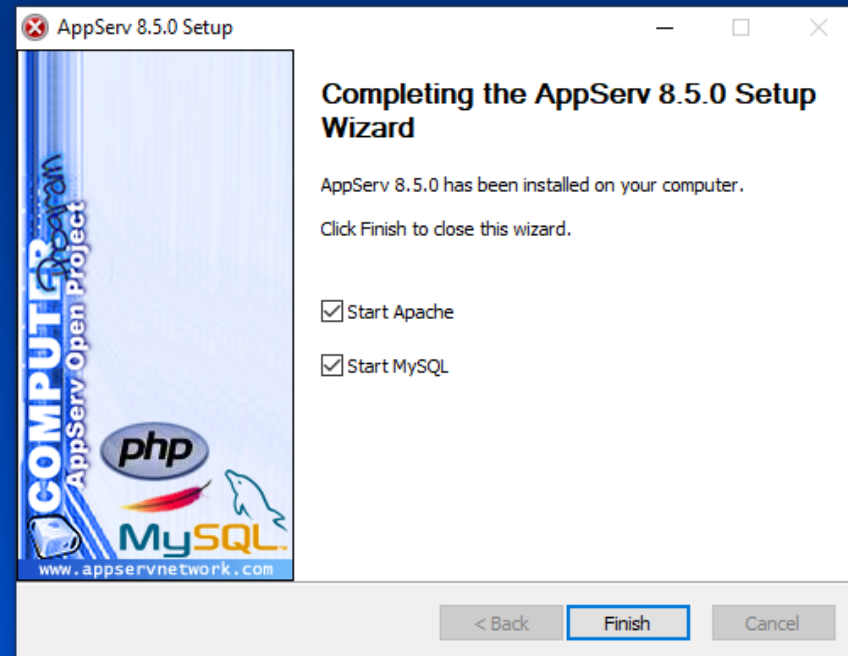 AppServ 8.5.0 Setup
COMPUTER
Program
AppServ Open Project
php
MySQL
www.appservnetwork.com
Completing the AppServ 8.5.0 Setup
Wizard
AppServ 8.5.0 has been installed on your computer.
Click Finish to close this wizard.
Start Apache
Start MySQL
< Back
Finish
Cancel